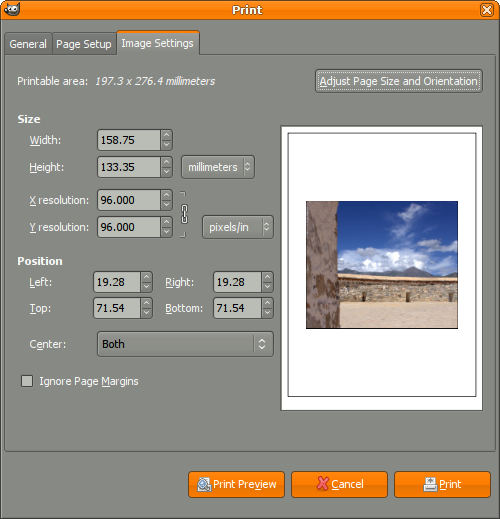 Print
General Page Setup Image Settings
Printable area: 197.3 x 276.4 millimeters
Adjust Page Size and Orientation
Size
Width: 158.75
Height: 133.35 millimeters
X resolution: 96.000
Y resolution: 96.000 pixels/in
Position
Left: 19.28 Right: 19.28
Top: 71.54 Bottom: 71.54
Center: Both
Ignore Page Margins
Print Preview Cancel Print